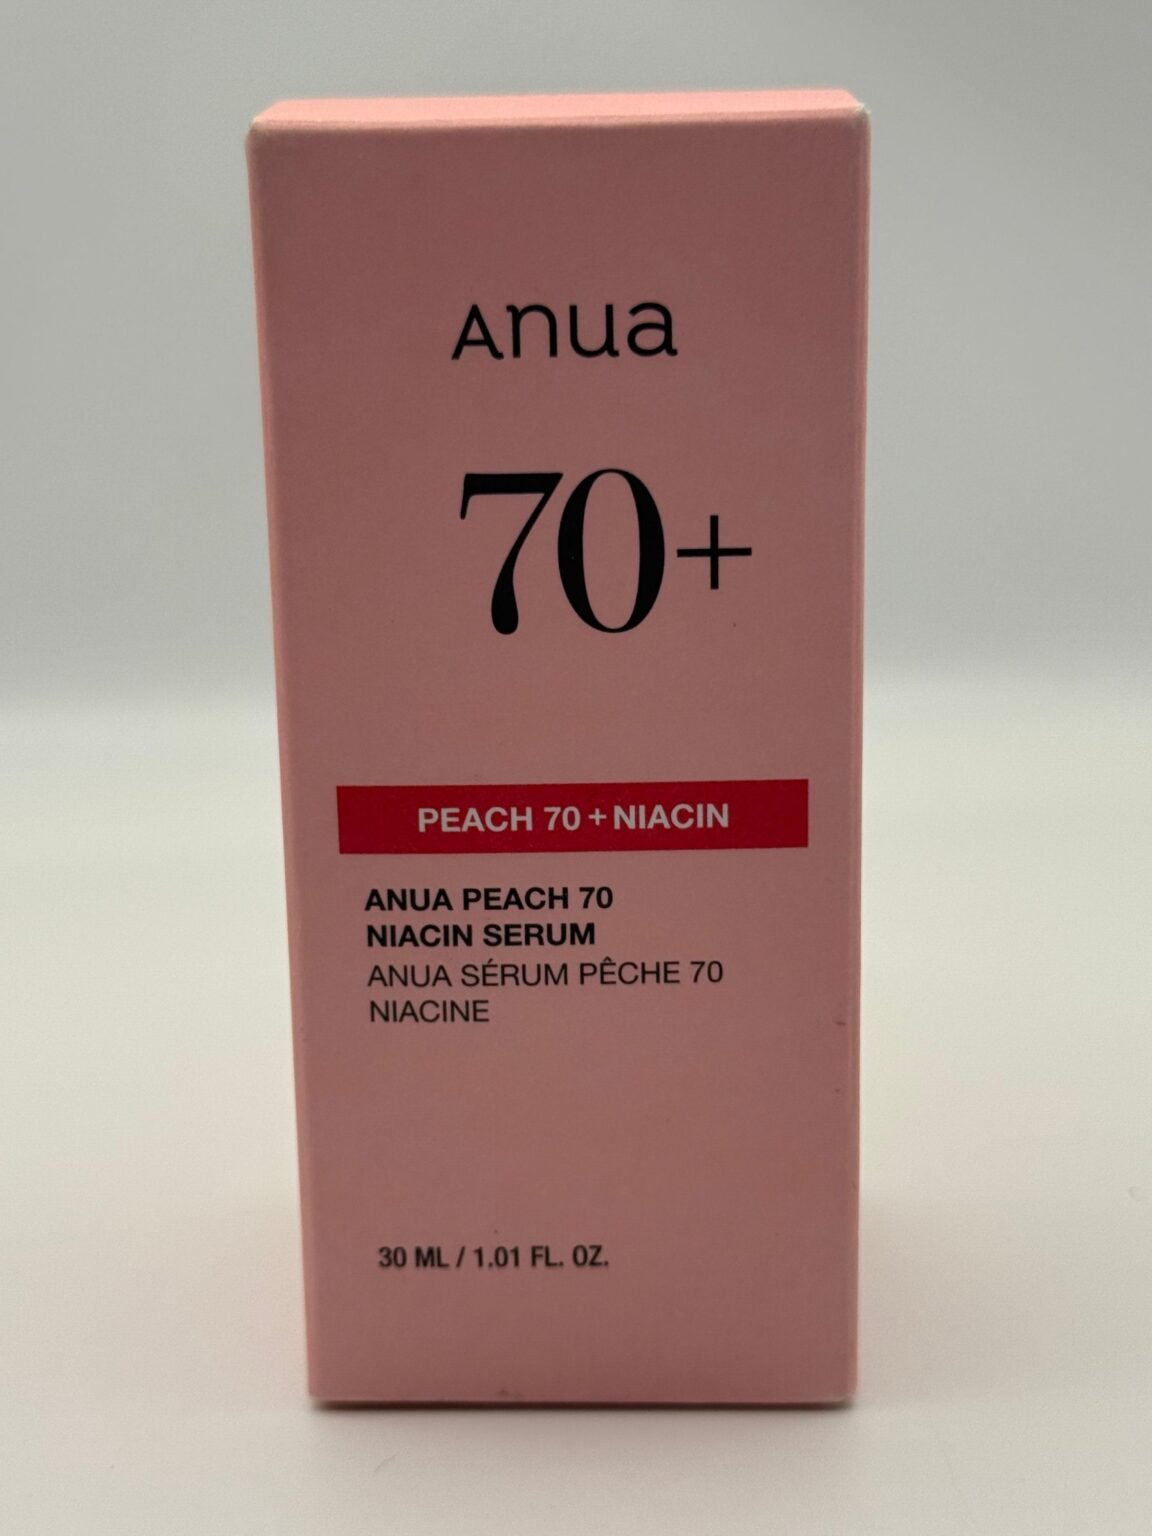 Anua
70+
PEACH 70 + NIACIN
ANUA PEACH 70
NIACIN SERUM
ANUA SÉRUM PÊCHE 70
NIACINE
30 ML / 1.01 FL. OZ.